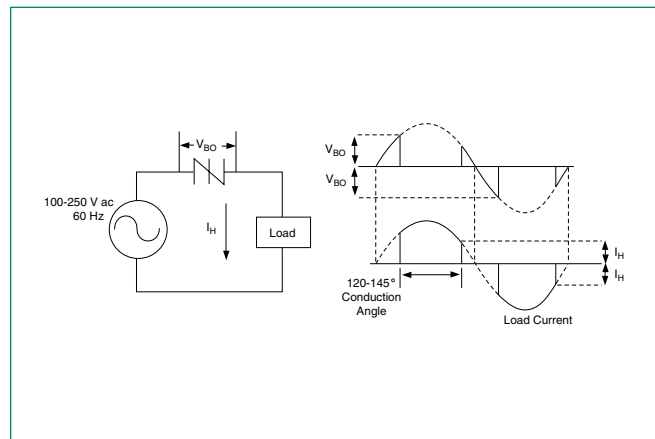 V_BO
100-250 V ac
60 Hz
I_H
Load
V_BO
V_BO
I_H
I_H
120-145°
Conduction
Angle
Load Current